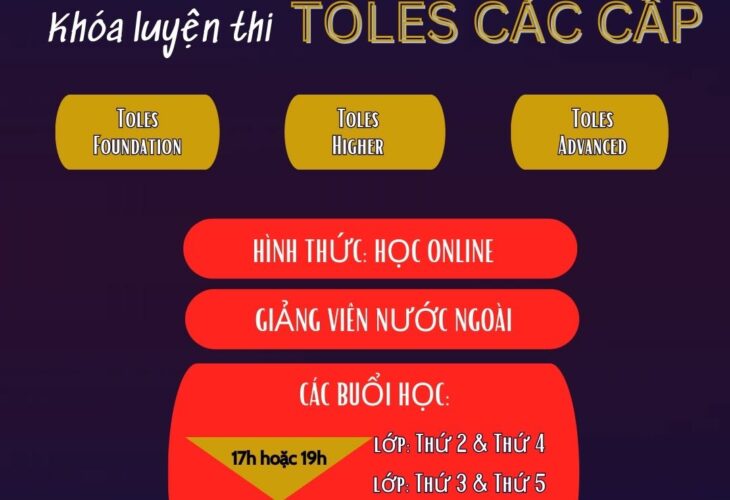 Khóa luyện thi TOLES CÁC CẤP
TOLES
FOUNDATION
TOLES
HIGHER
TOLES
ADVANCED
HÌNH THỨC: HỌC ONLINE
GIẢNG VIÊN NƯỚC NGOÀI
CÁC BUỔI HỌC:
17h hoặc 19h
LỚP: THỨ 2 & THỨ 4
LỚP: THỨ 3 & THỨ 5